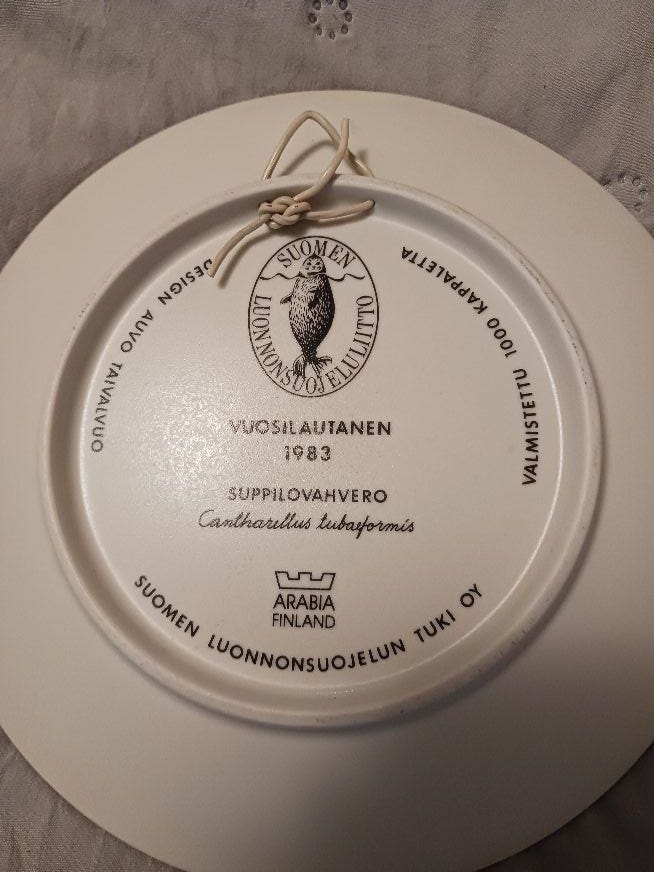 SUOMEN
LUONNONSUOJELULIITTO
DESIGN AUVO TAIVALVUO
VALMISTETTU 1000 KAPPALETTA
VUOSILAUTANEN
1983
SUPPILOVAHVERO
Cantharellus tubaeformis
ARABIA
FINLAND
SUOMEN LUONNONSUOJELUN TUKI OY